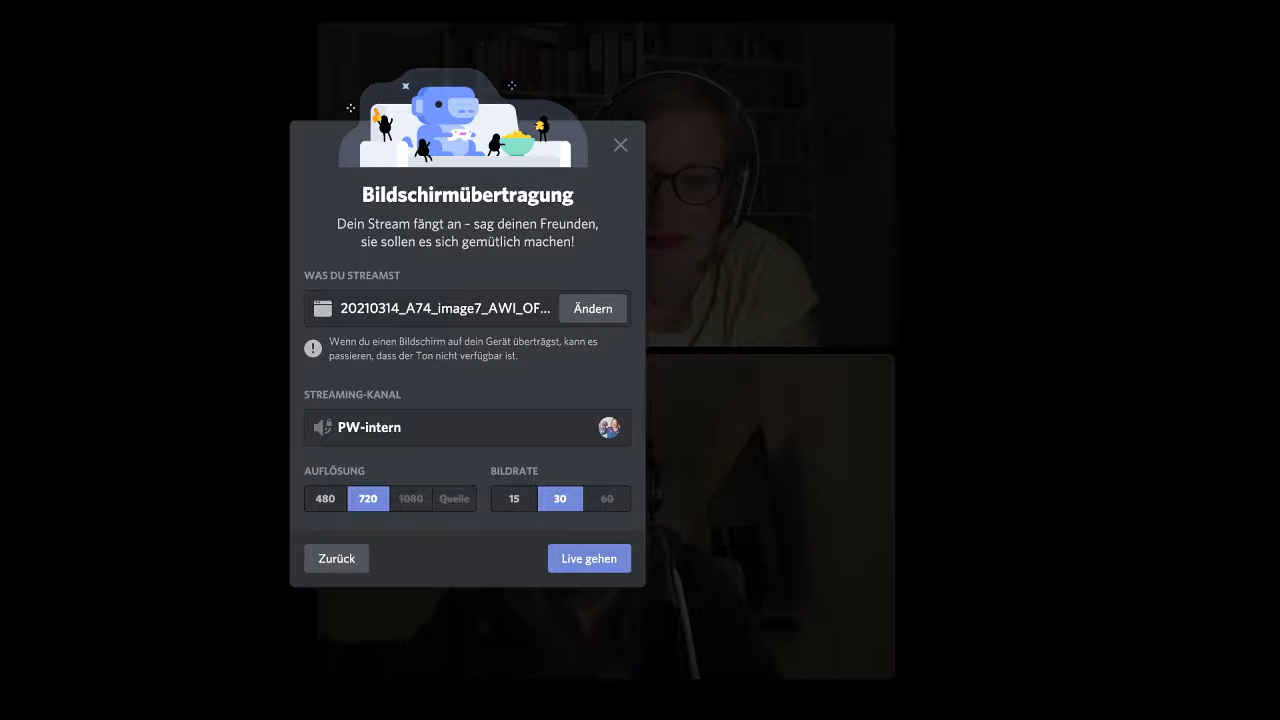 Bildschirmübertragung
Dein Stream fängt an – sag deinen Freunden,
sie sollen es sich gemütlich machen!
WAS DU STREAMST
20210314_A74_image7_AWI_OF...
Ändern
Wenn du einen Bildschirm auf dein Gerät überträgst, kann es
passieren, dass der Ton nicht verfügbar ist.
STREAMING-KANAL
PW-intern
AUFLÖSUNG
BILDRATE
480 720 1080 Quelle
15 30 60
Zurück
Live gehen